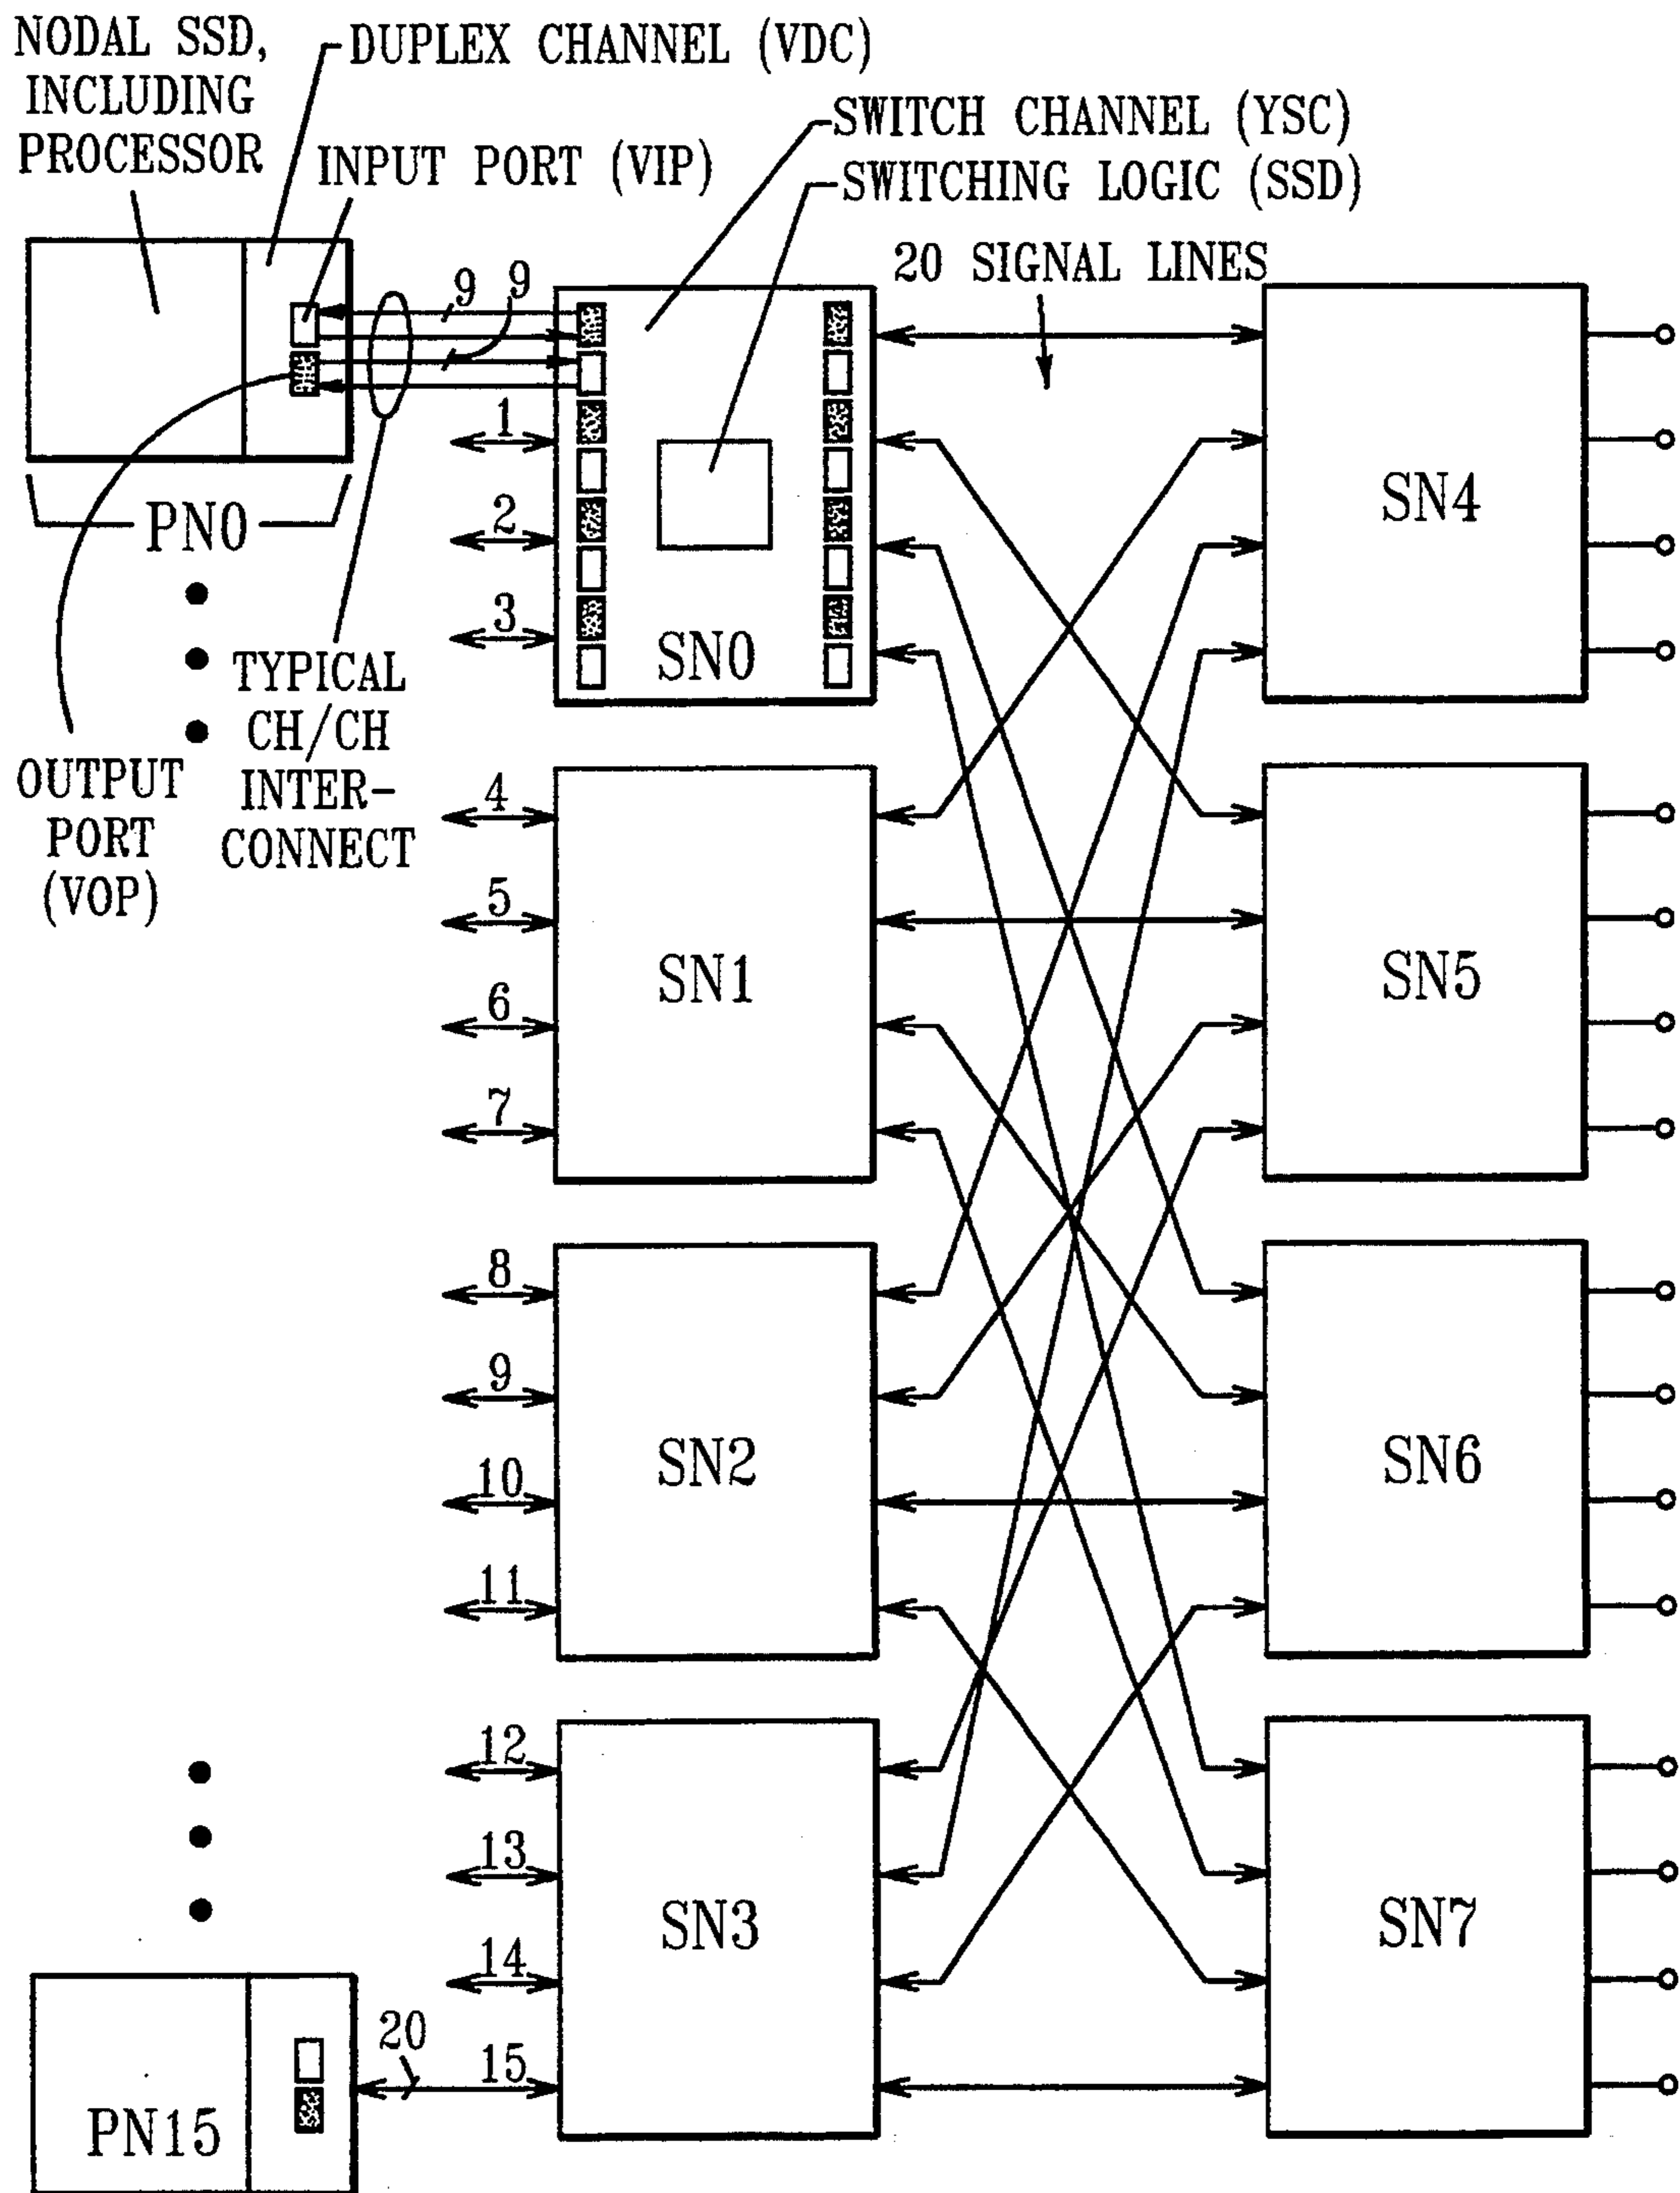 NODAL SSD,
INCLUDING
PROCESSOR
DUPLEX CHANNEL (VDC)
INPUT PORT (VIP)
SWITCH CHANNEL (YSC)
SWITCHING LOGIC (SSD)
20 SIGNAL LINES
9
9
1
2
3
PN0
SN0
SN4
TYPICAL
CH/CH
INTER-
CONNECT
OUTPUT
PORT
(VOP)
4
5
6
7
SN1
SN5
8
9
10
11
SN2
SN6
12
13
14
15
SN3
SN7
20
PN15